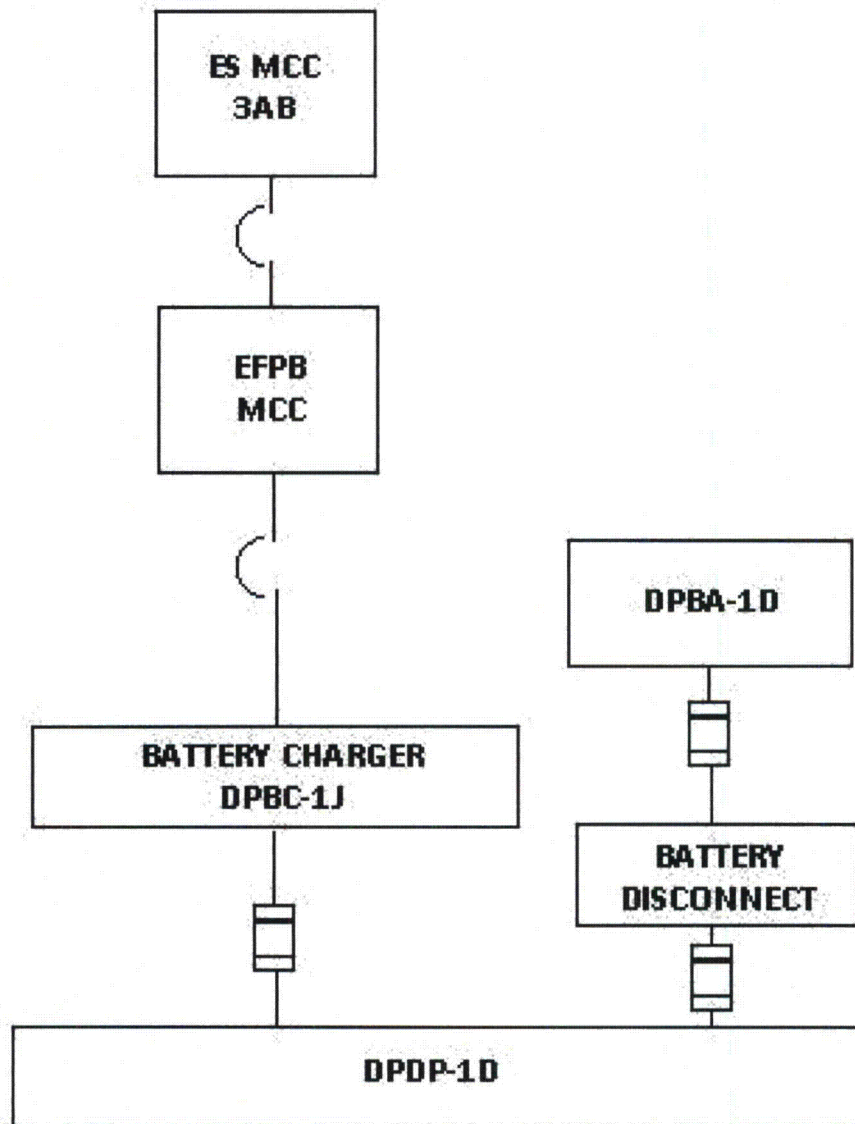 ES MCC
3AB
EFPB
MCC
DPBA-1D
BATTERY CHARGER
DPBC-1J
BATTERY
DISCONNECT
DPDP-1D